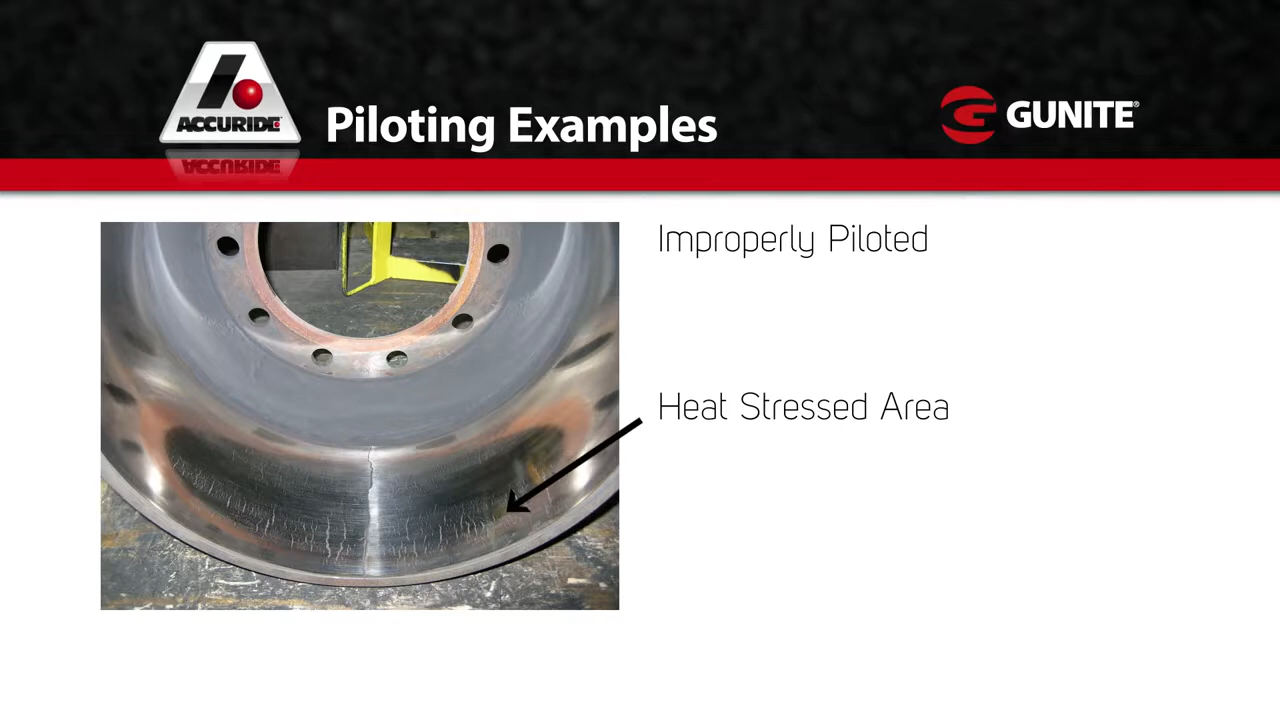 ACCURIDE
Piloting Examples
GUNITE®
Improperly Piloted
Heat Stressed Area